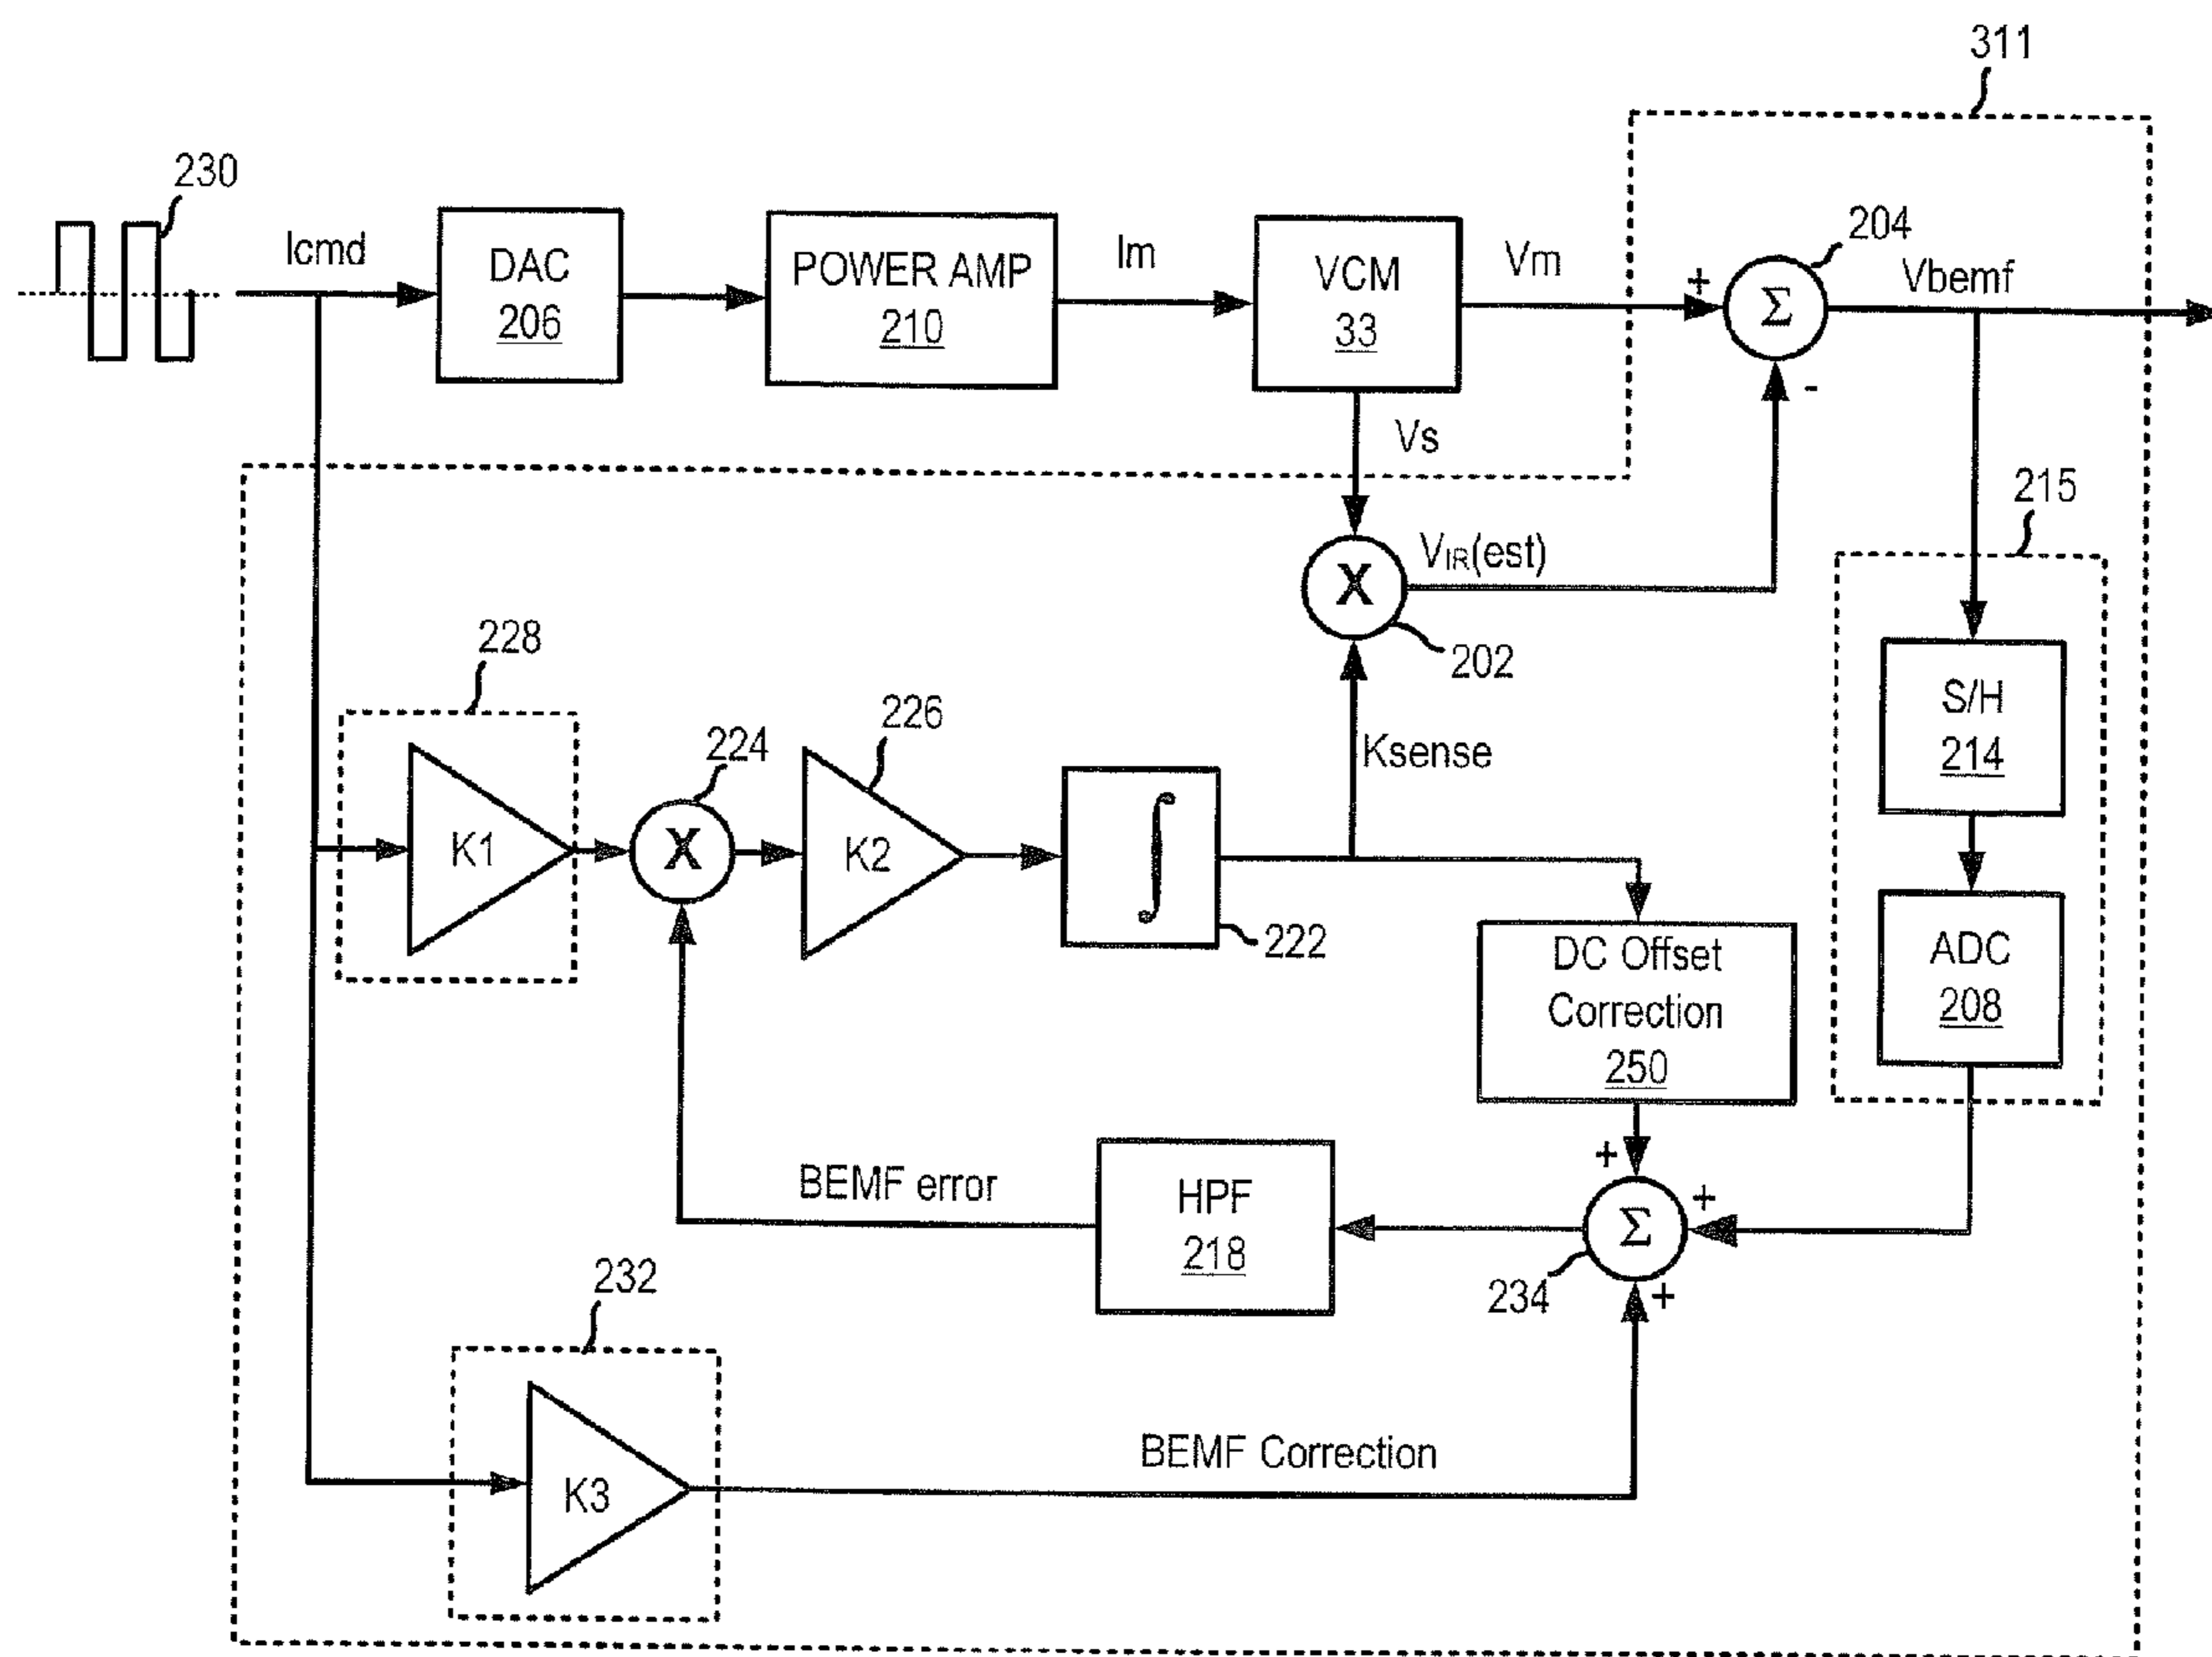 311
230
Icmd
DAC
206
POWER AMP
210
Im
VCM
33
Vm
+
204
Σ
Vbembf
-
Vs
215
X
VIR(est)
202
228
224
226
Ksense
S/H
214
K1
X
K2
∫
222
DC Offset
Correction
250
ADC
208
BEMF error
HPF
218
+
+
Σ
234
+
232
K3
BEMF Correction